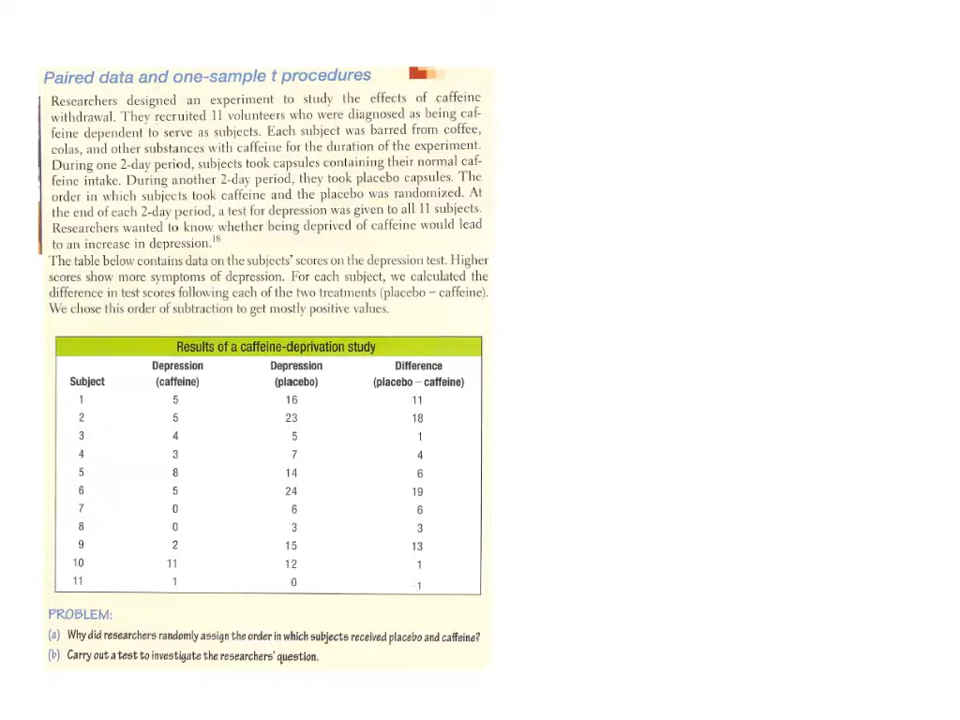 Paired data and one-sample t procedures
Researchers designed an experiment to study the effects of caffeine
withdrawal. They recruited 11 volunteers who were diagnosed as being caf-
feine dependent to serve as subjects. Each subject was barred from coffee,
colas, and other substances with caffeine for the duration of the experiment.
During one 2-day period, subjects took capsules containing their normal caf-
feine intake. During another 2-day period, they took placebo capsules. The
order in which subjects took caffeine and the placebo was randomized. At
the end of each 2-day period, a test for depression was given to all 11 subjects.
Researchers wanted to know whether being deprived of caffeine would lead
to an increase in depression.18
The table below contains data on the subjects' scores on the depression test. Higher
scores show more symptoms of depression. For each subject, we calculated the
difference in test scores following each of the two treatments (placebo – caffeine).
We chose this order of subtraction to get mostly positive values.
Results of a caffeine-deprivation study
Depression Depression Difference
Subject (caffeine) (placebo) (placebo – caffeine)
1 5 16 11
2 5 23 18
3 4 5 1
4 3 7 4
5 8 14 6
6 5 24 19
7 0 6 6
8 0 3 3
9 2 15 13
10 11 12 1
11 1 0 -1
PROBLEM:
(a) Why did researchers randomly assign the order in which subjects received placebo and caffeine?
(b) Carry out a test to investigate the researchers' question.